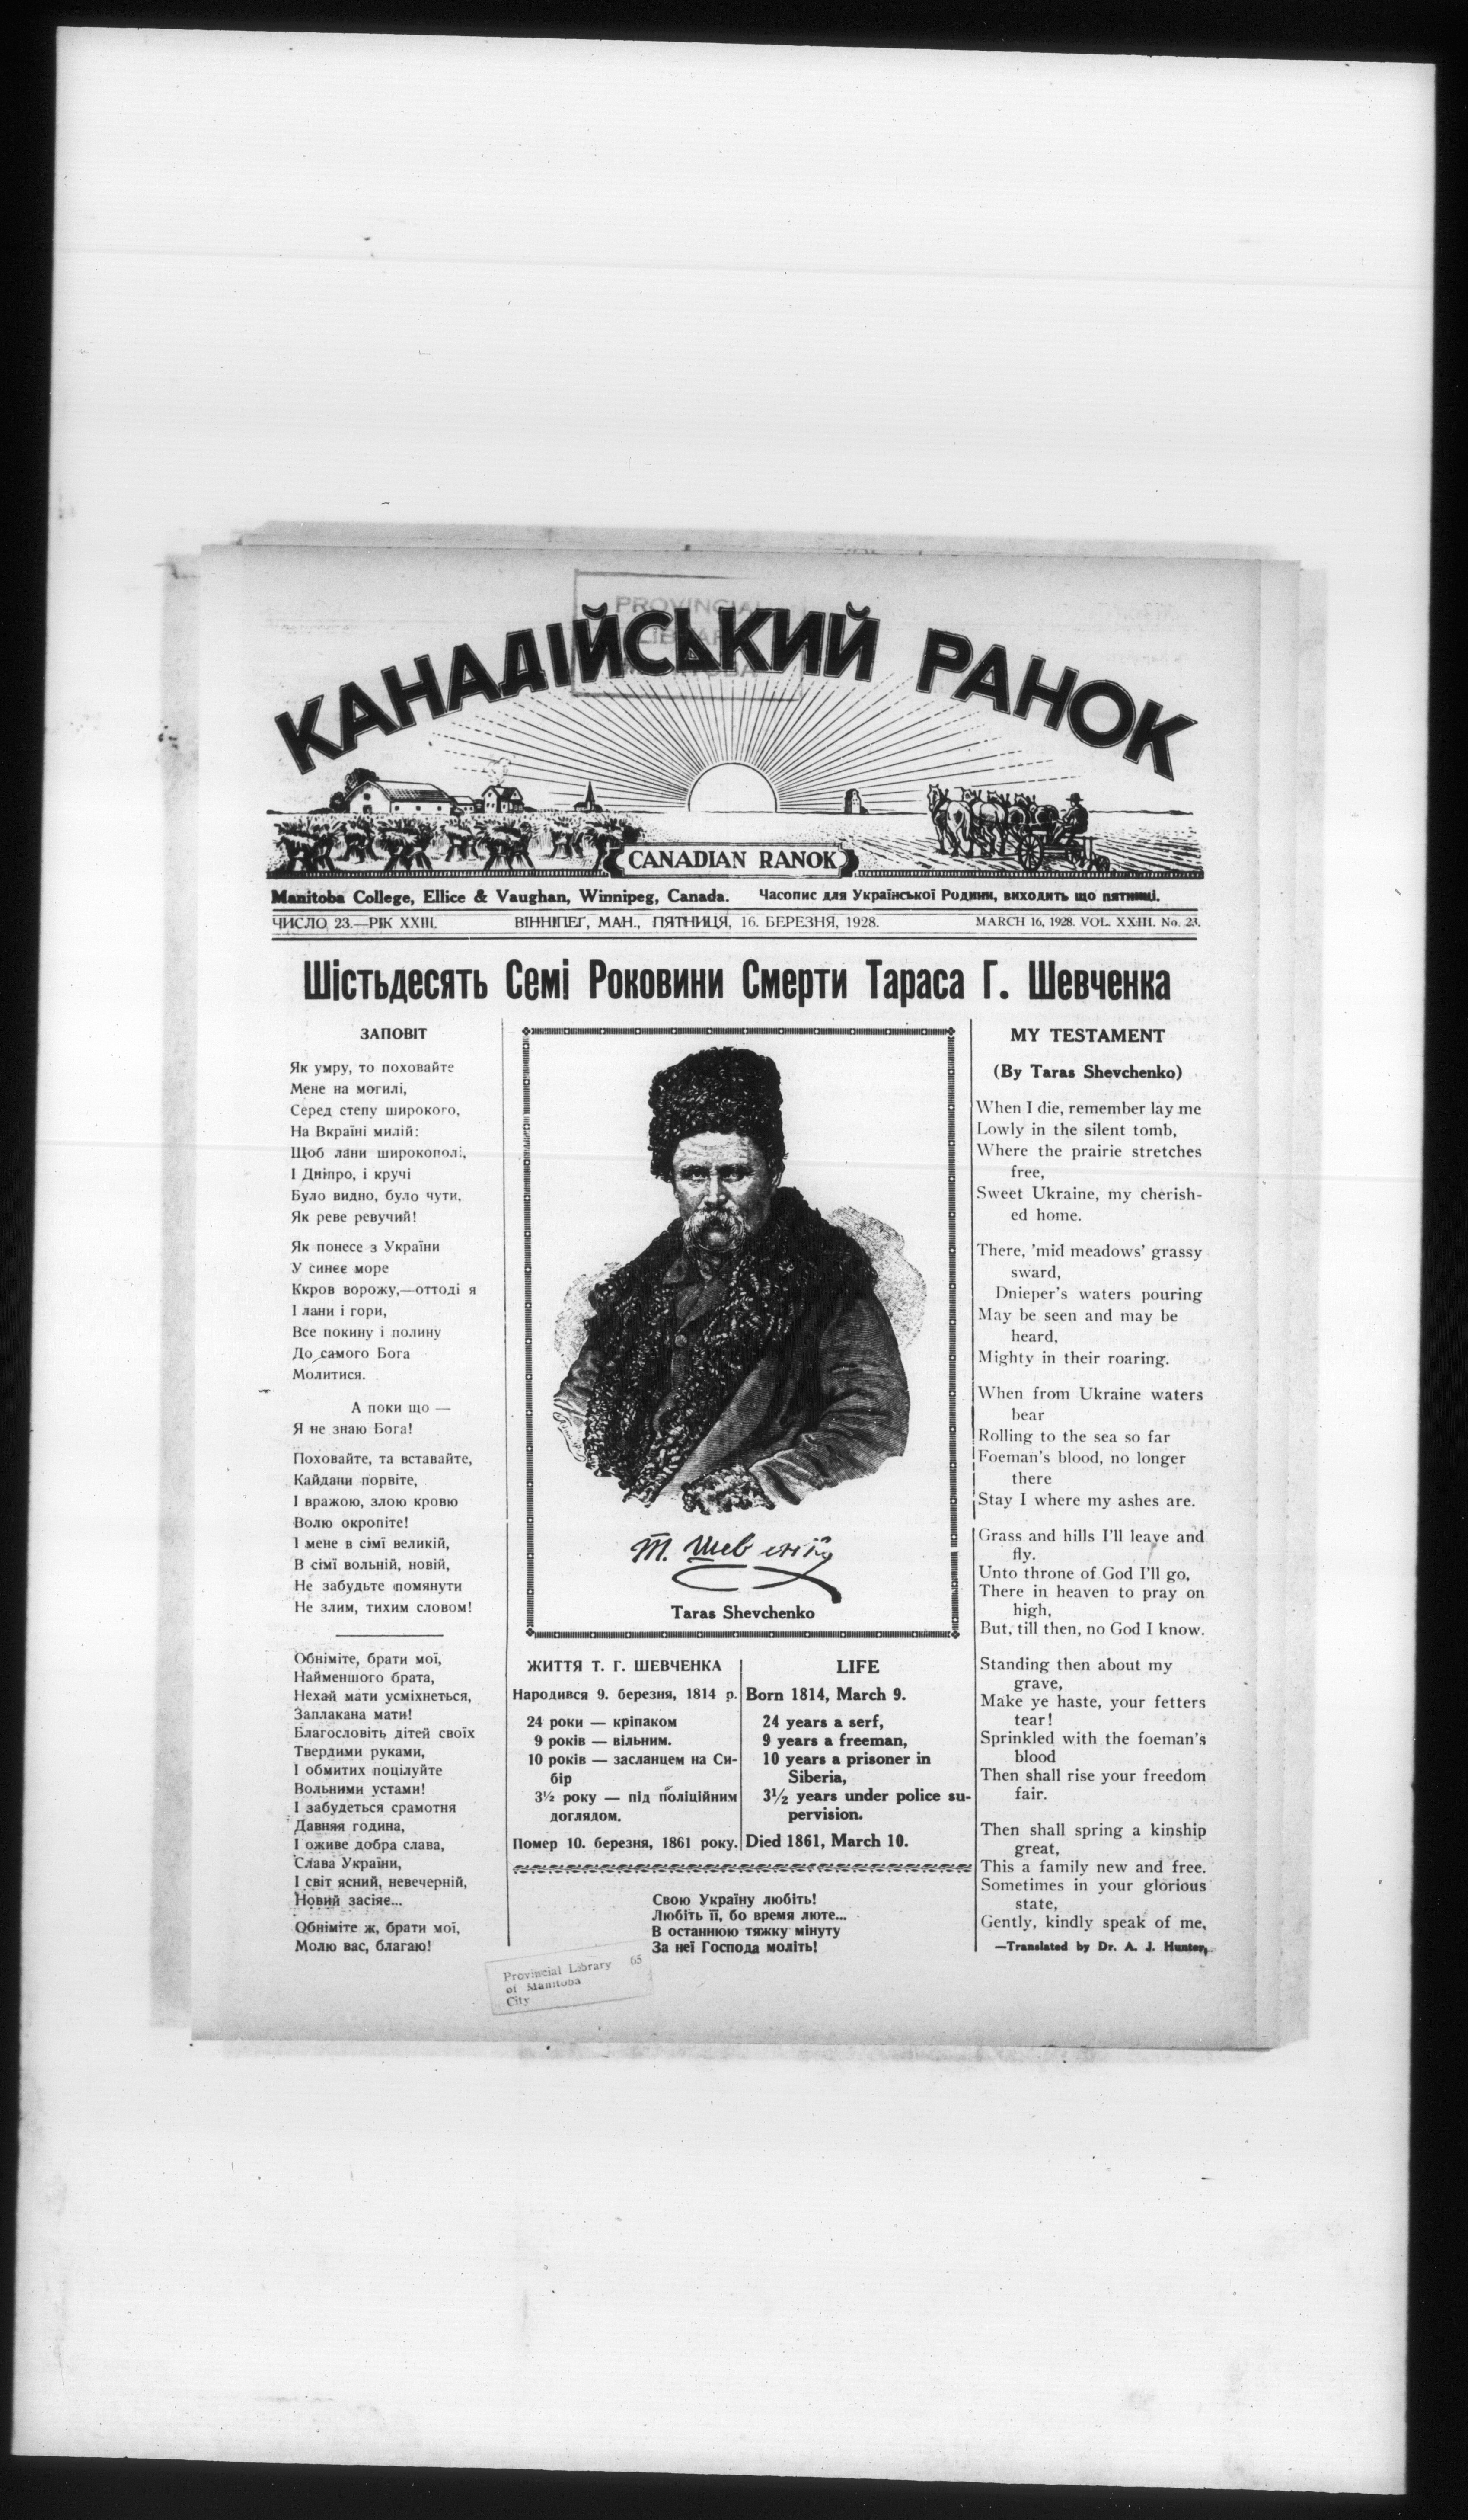 PROVINCIAL
КАНАДІЙСЬКИЙ РАНОК
CANADIAN RANOK
Manitoba College, Ellice & Vaughan, Winnipeg, Canada. Часопис для Української Родини, виходить що пятниці.
ЧИСЛО 23.—РІК XXIII. ВІННІПЕҐ, МАН., ПЯТНИЦЯ, 16. БЕРЕЗНЯ, 1928. MARCH 16, 1928. VOL. XXIII. No. 23.
Шістьдесять Семі Роковини Смерти Тараса Г. Шевченка
ЗАПОВІТ
Як умру, то поховайте
Мене на могилі,
Серед степу широкого,
На Вкраїні милій:
Щоб лани широкополі,
І Дніпро, і кручі
Було видно, було чути,
Як реве ревучий!
Як понесе з України
У синєє море
Ккров ворожу,—оттоді я
І лани і гори,
Все покину і полину
До самого Бога
Молитися.
А поки що —
Я не знаю Бога!
Поховайте, та вставайте,
Кайдани порвіте,
І вражою, злою кровю
Волю окропіте!
І мене в сімї великій,
В сімї вольній, новій,
Не забудьте помянути
Не злим, тихим словом!
Обніміте, брати мої,
Найменшого брата,
Нехай мати усміхнеться,
Заплакана мати!
Благословіть дітей своїх
Твердими руками,
І обмитих поцілуйте
Вольними устами!
І забудеться срамотня
Давняя година,
І оживе добра слава,
Слава України,
І світ ясний, невечерній,
Новий засіяє...
Обніміте ж, брати мої,
Молю вас, благаю!
Taras Shevchenko
ЖИТТЯ Т. Г. ШЕВЧЕНКА
Народився 9. березня, 1814 р.
24 роки — кріпаком
9 років — вільним.
10 років — засланцем на Си-
бір
3½ року — під поліційним
доглядом.
Помер 10. березня, 1861 року.
LIFE
Born 1814, March 9.
24 years a serf,
9 years a freeman,
10 years a prisoner in
Siberia,
3½ years under police su-
pervision.
Died 1861, March 10.
Свою Україну любіть!
Любіть її, бо время люте...
В останнюю тяжку мінуту
За неї Господа моліть!
MY TESTAMENT
(By Taras Shevchenko)
When I die, remember lay me
Lowly in the silent tomb,
Where the prairie stretches
free,
Sweet Ukraine, my cherish-
ed home.
There, 'mid meadows' grassy
sward,
Dnieper's waters pouring
May be seen and may be
heard,
Mighty in their roaring.
When from Ukraine waters
bear
Rolling to the sea so far
Foeman's blood, no longer
there
Stay I where my ashes are.
Grass and hills I'll leave and
fly.
Unto throne of God I'll go,
There in heaven to pray on
high,
But, till then, no God I know.
Standing then about my
grave,
Make ye haste, your fetters
tear!
Sprinkled with the foeman's
blood
Then shall rise your freedom
fair.
Then shall spring a kinship
great,
This a family new and free.
Sometimes in your glorious
state,
Gently, kindly speak of me,
—Translated by Dr. A. J. Hunter,
Provincial Library 65
of Manitoba
City